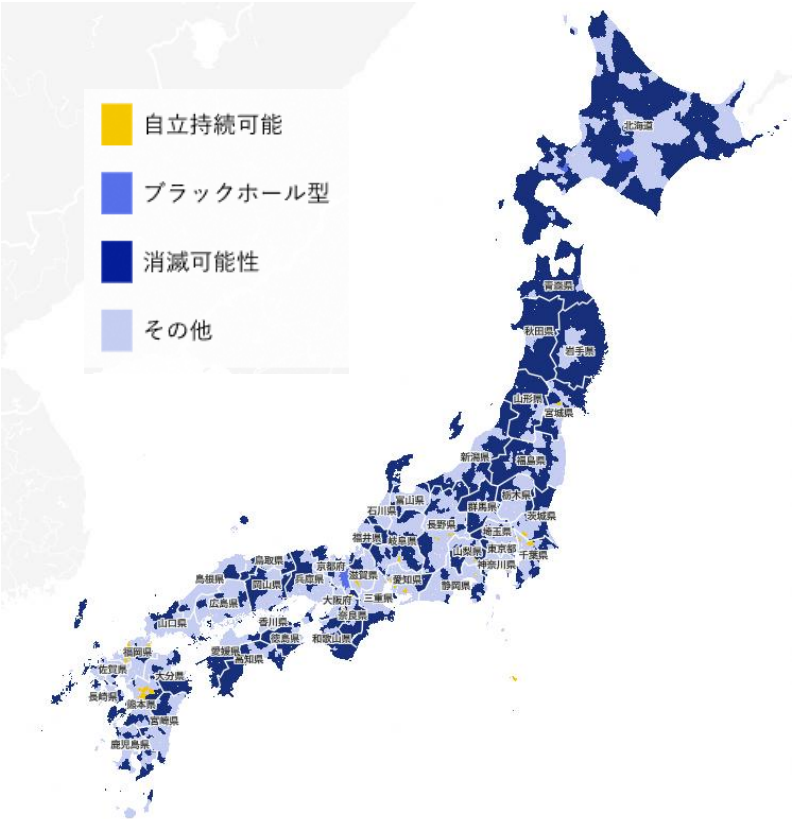 自立持続可能
ブラックホール型
消滅可能性
その他
北海道
青森県
秋田県
岩手県
山形県
宮城県
新潟県
福島県
富山県
石川県
栃木県
群馬県
茨城県
長野県
埼玉県
福井県
岐阜県
山梨県
東京都
千葉県
神奈川県
鳥取県
京都府
滋賀県
愛知県
静岡県
島根県
岡山県
兵庫県
広島県
大阪府
三重県
奈良県
山口県
香川県
徳島県
和歌山県
愛媛県
高知県
福岡県
佐賀県
大分県
長崎県
熊本県
宮崎県
鹿児島県